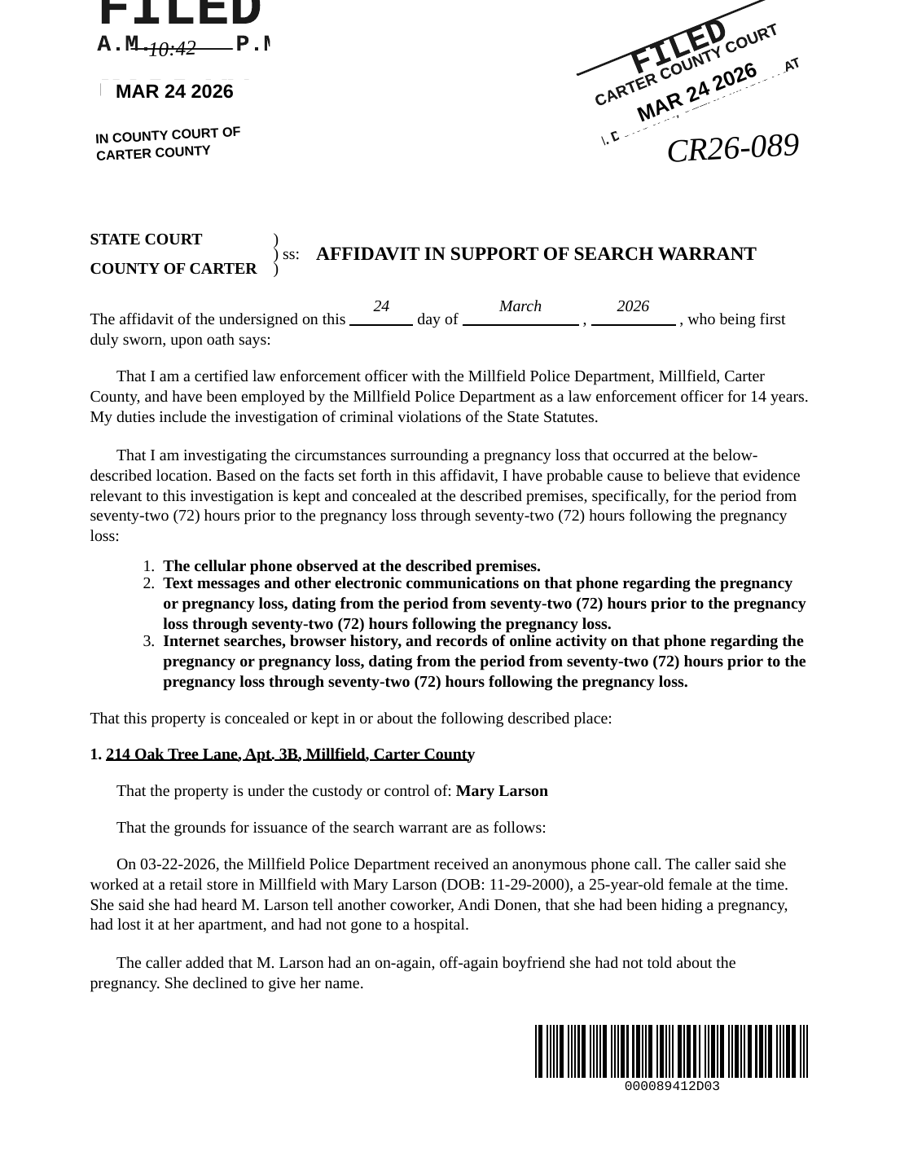 FILED
A.M. 10:42 P.M
MAR 24 2026
IN COUNTY COURT OF
CARTER COUNTY
FILED
CARTER COUNTY COURT
MAR 24 2026
AT
CR26-089
STATE COURT )
) ss: AFFIDAVIT IN SUPPORT OF SEARCH WARRANT
COUNTY OF CARTER )
The affidavit of the undersigned on this 24 day of March , 2026 , who being first
duly sworn, upon oath says:
That I am a certified law enforcement officer with the Millfield Police Department, Millfield, Carter
County, and have been employed by the Millfield Police Department as a law enforcement officer for 14 years.
My duties include the investigation of criminal violations of the State Statutes.
That I am investigating the circumstances surrounding a pregnancy loss that occurred at the below-
described location. Based on the facts set forth in this affidavit, I have probable cause to believe that evidence
relevant to this investigation is kept and concealed at the described premises, specifically, for the period from
seventy-two (72) hours prior to the pregnancy loss through seventy-two (72) hours following the pregnancy
loss:
1. The cellular phone observed at the described premises.
2. Text messages and other electronic communications on that phone regarding the pregnancy
or pregnancy loss, dating from the period from seventy-two (72) hours prior to the pregnancy
loss through seventy-two (72) hours following the pregnancy loss.
3. Internet searches, browser history, and records of online activity on that phone regarding the
pregnancy or pregnancy loss, dating from the period from seventy-two (72) hours prior to the
pregnancy loss through seventy-two (72) hours following the pregnancy loss.
That this property is concealed or kept in or about the following described place:
1. 214 Oak Tree Lane, Apt. 3B, Millfield, Carter County
That the property is under the custody or control of: Mary Larson
That the grounds for issuance of the search warrant are as follows:
On 03-22-2026, the Millfield Police Department received an anonymous phone call. The caller said she
worked at a retail store in Millfield with Mary Larson (DOB: 11-29-2000), a 25-year-old female at the time.
She said she had heard M. Larson tell another coworker, Andi Donen, that she had been hiding a pregnancy,
had lost it at her apartment, and had not gone to a hospital.
The caller added that M. Larson had an on-again, off-again boyfriend she had not told about the
pregnancy. She declined to give her name.
000089412D03